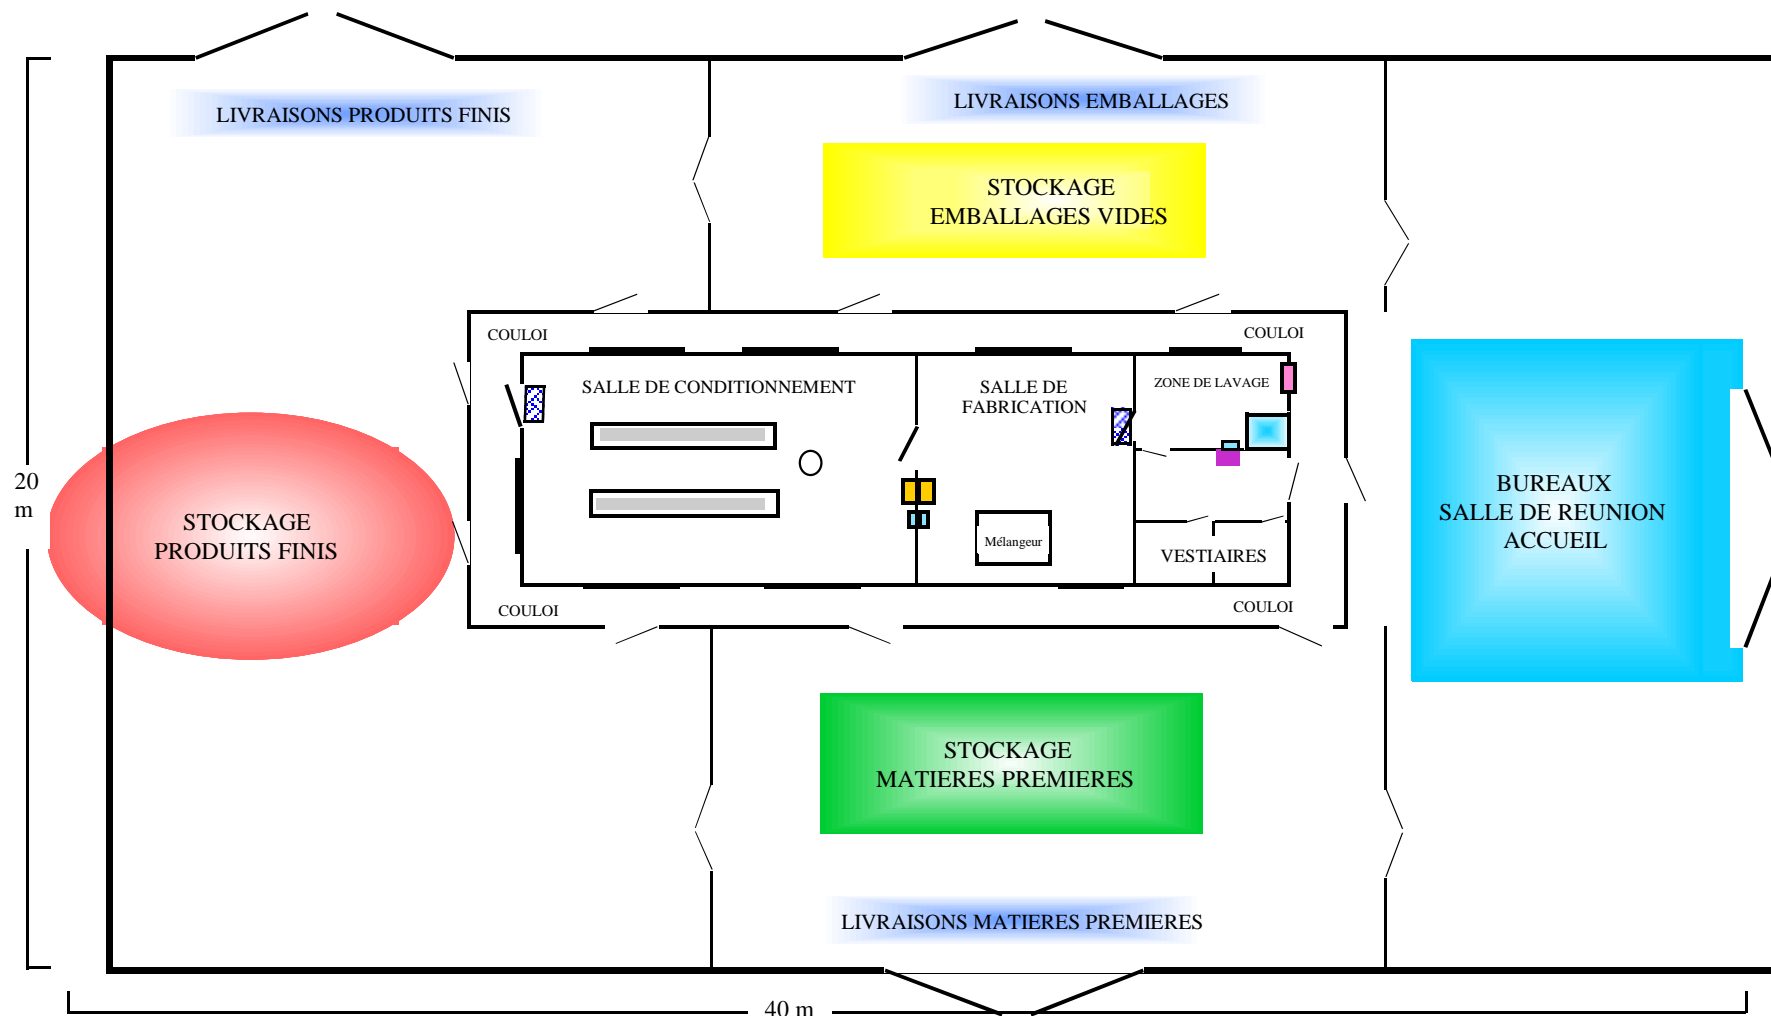 LIVRAISONS PRODUITS FINIS
LIVRAISONS EMBALLAGES
STOCKAGE
EMBALLAGES VIDES
COULOI
COULOI
SALLE DE CONDITIONNEMENT
SALLE DE
FABRICATION
ZONE DE LAVAGE
20
m
STOCKAGE
PRODUITS FINIS
Mélangeur
VESTIAIRES
BUREAUX
SALLE DE REUNION
ACCUEIL
COULOI
COULOI
STOCKAGE
MATIERES PREMIERES
LIVRAISONS MATIERES PREMIERES
40 m